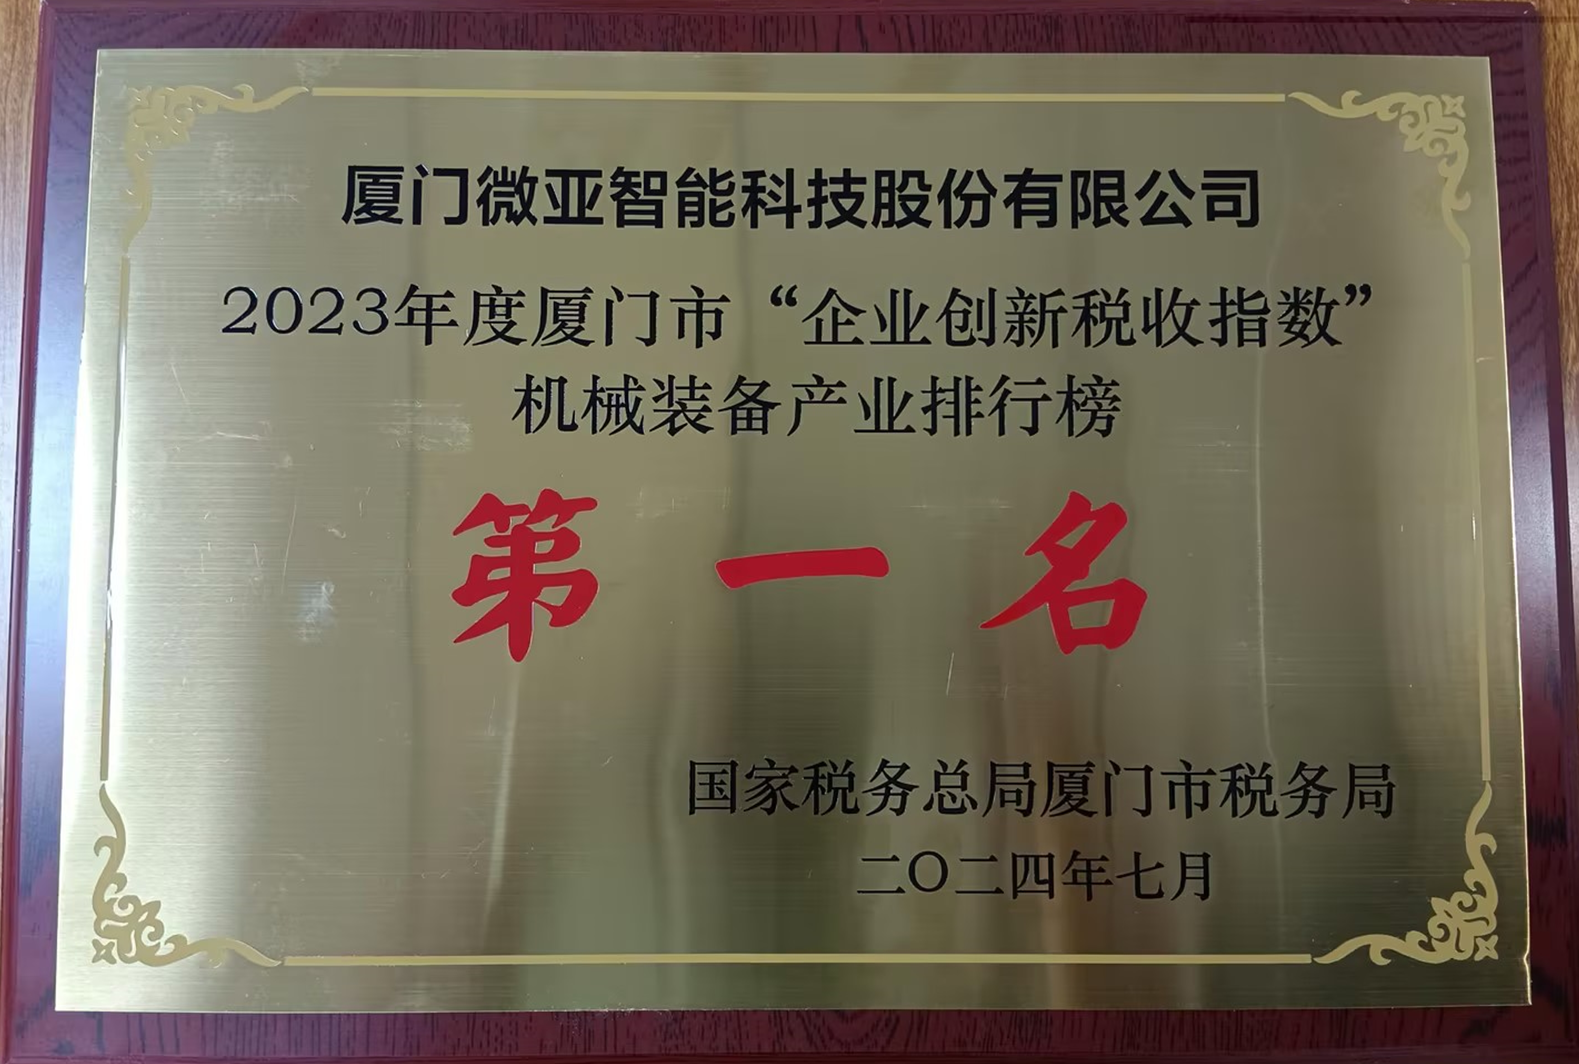 厦门微亚智能科技股份有限公司
2023年度厦门市“企业创新税收指数”
机械装备产业排行榜
第一名
国家税务总局厦门市税务局
二〇二四年七月